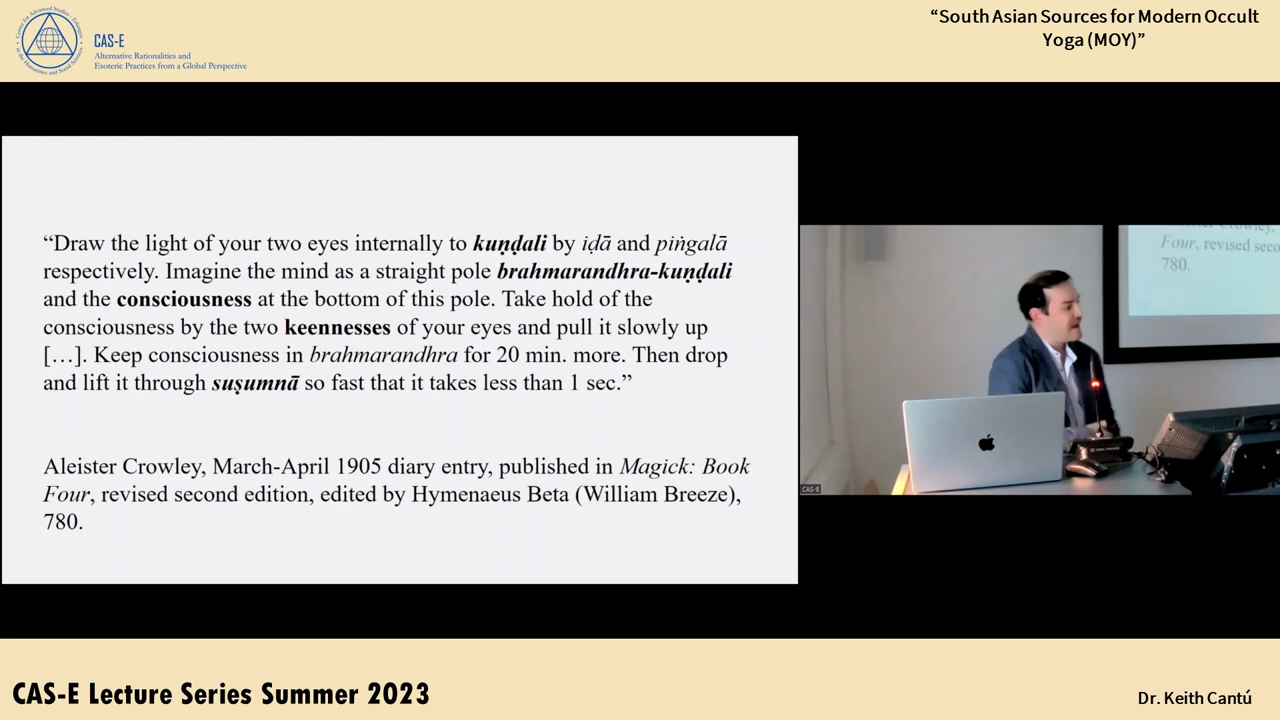 CAS-E
Alternative Rationalities and
Esoteric Practices from a Global Perspective
“South Asian Sources for Modern Occult
Yoga (MOY)”
“Draw the light of your two eyes internally to kuṇḍali by iḍā and piṅgalā
respectively. Imagine the mind as a straight pole brahmarandhra-kuṇḍali
and the consciousness at the bottom of this pole. Take hold of the
consciousness by the two keennesses of your eyes and pull it slowly up
[…]. Keep consciousness in brahmarandhra for 20 min. more. Then drop
and lift it through suṣumnā so fast that it takes less than 1 sec.”
Aleister Crowley, March-April 1905 diary entry, published in Magick: Book
Four, revised second edition, edited by Hymenaeus Beta (William Breeze),
780.
Four, revised seco
780.
CAS-E
CAS-E Lecture Series Summer 2023
Dr. Keith Cantú